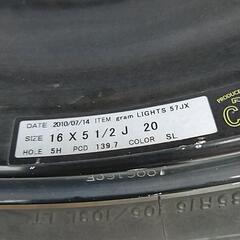 DATE 2010/07/14 ITEM gram LIGHTS 57JX
SIZE 16 X 5 1/2 J 20
HOLE 5H PCD 139.7 COLOR SL
PRODUCE